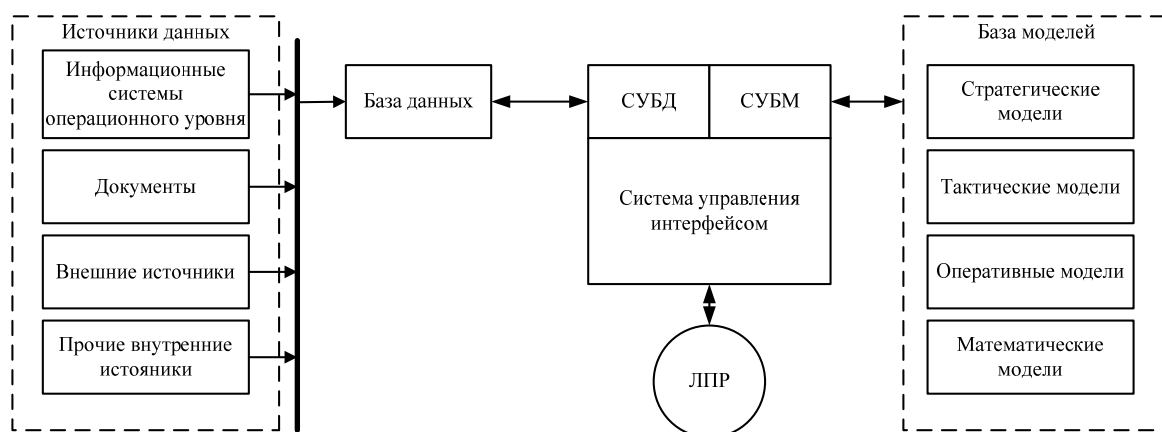 Источники данных
Информационные
системы
операционного уровня
Документы
Внешние источники
Прочие внутренние
истояники
База данных
СУБД
СУБМ
Система управления
интерфейсом
ЛПР
База моделей
Стратегические
модели
Тактические модели
Оперативные модели
Математические
модели